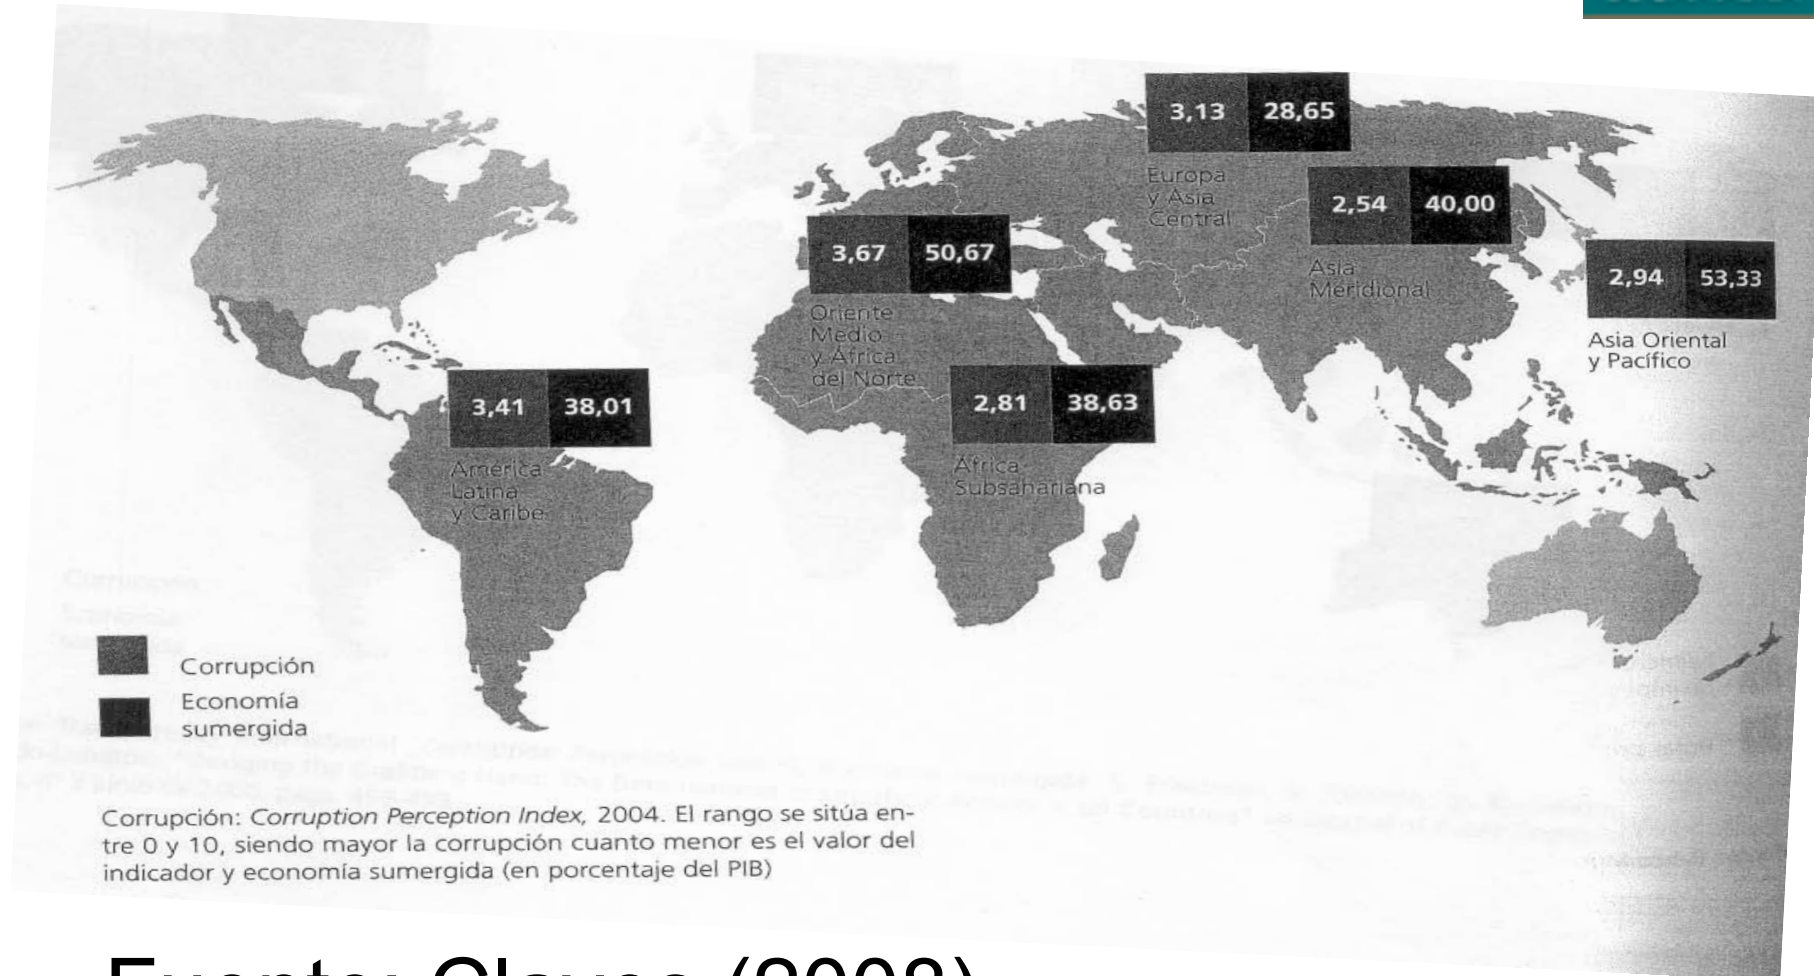 3,13 28,65
Europa
y Asia
Central
2,54 40,00
Asia
Meridional
3,67 50,67
Oriente
Medio
y África
del Norte
2,94 53,33
Asia Oriental
y Pacífico
3,41 38,01
América
Latina
y Caribe
2,81 38,63
África
Subsahariana
Corrupción
Economía
sumergida
Corrupción: Corruption Perception Index, 2004. El rango se sitúa en-
tre 0 y 10, siendo mayor la corrupción cuanto menor es el valor del
indicador y economía sumergida (en porcentaje del PIB)